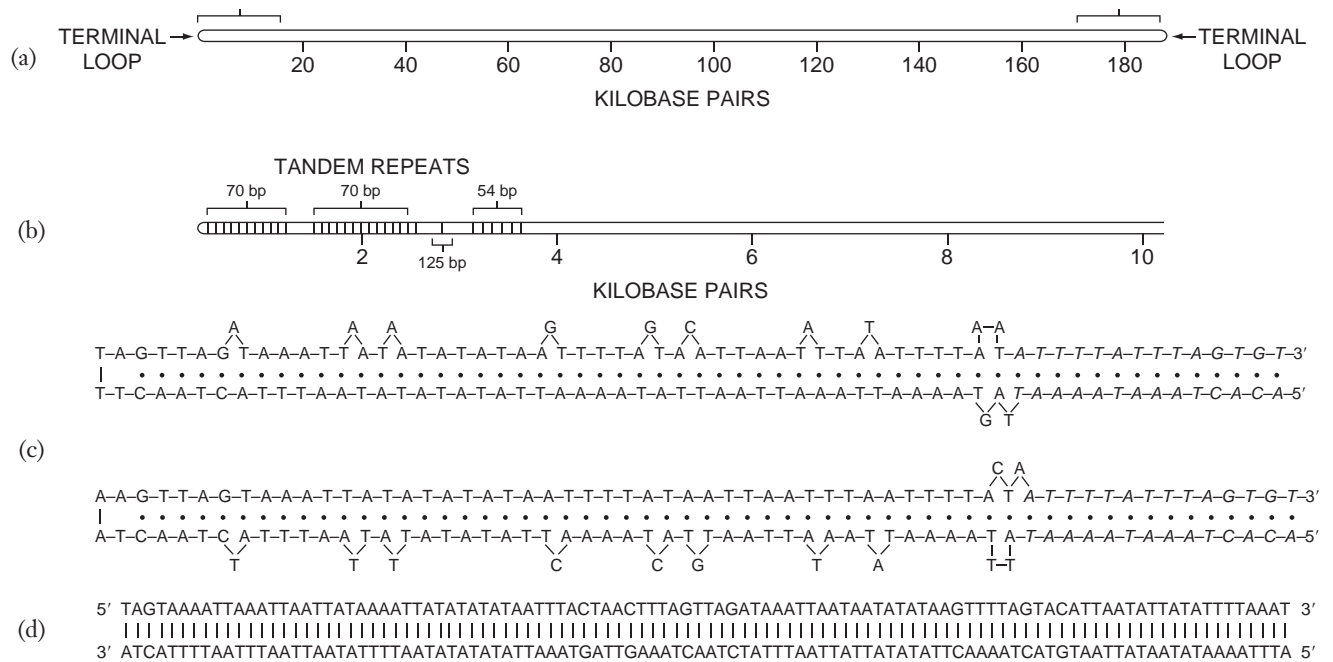 (a)
TERMINAL LOOP
TERMINAL LOOP
20 40 60 80 100 120 140 160 180
KILOBASE PAIRS
(b)
TANDEM REPEATS
70 bp 70 bp 54 bp
125 bp
2 4 6 8 10
KILOBASE PAIRS
(c)
A A A G G C A T A–A
T–A–G–T–T–A–G T–A–A–A–T–T A–T A–T–A–T–A–T–A–A T–T–T–T–A T–A A–T–T–A–A–T T–T–A A–T–T–T–T–A T–A–T–T–T–T–A–T–T–T–A–G–T–G–T–3′
T–T–C–A–A–T–C–A–T–T–T–A–A–T–A–T–A–T–A–T–A–T–T–A–A–A–A–T–A–T–T–A–A–T–T–A–A–A–T–T–A–A–A–A–T A T–A–A–A–A–T–A–A–A–T–C–A–C–A–5′
G T
C A
A–A–G–T–T–A–G–T–A–A–A–T–T–A–T–A–T–A–T–A–T–A–A–T–T–T–T–A–T–A–A–T–T–A–A–T–T–T–A–A–T–T–T–T–A T A–T–T–T–T–A–T–T–T–A–G–T–G–T–3′
A–T–C–A–A–T–C A–T–T–T–A–A T–A T–A–T–A–T–A–T–T A–A–A–A–T A–T T–A–A–T–T–A A–A–T T–A–A–A–A–T A–T–A–A–A–A–T–A–A–A–T–C–A–C–A–5′
T T T C C G T A T–T
(d)
5′ TAGTAAAATTAAATTAATTATAAAATTATATATATAATTTACTAACTTTAGTTAGATAAATTAATAATATATAAGTTTTAGTACATTAATATTATATTTTAAAT 3′
3′ ATCATTTTAATTTAATTAATATTTTAATATATATATTAAATGATTGAAATCAATCTATTTAATTATTATATATTCAAAATCATGTAATTATAATATAAAATTTA 5′